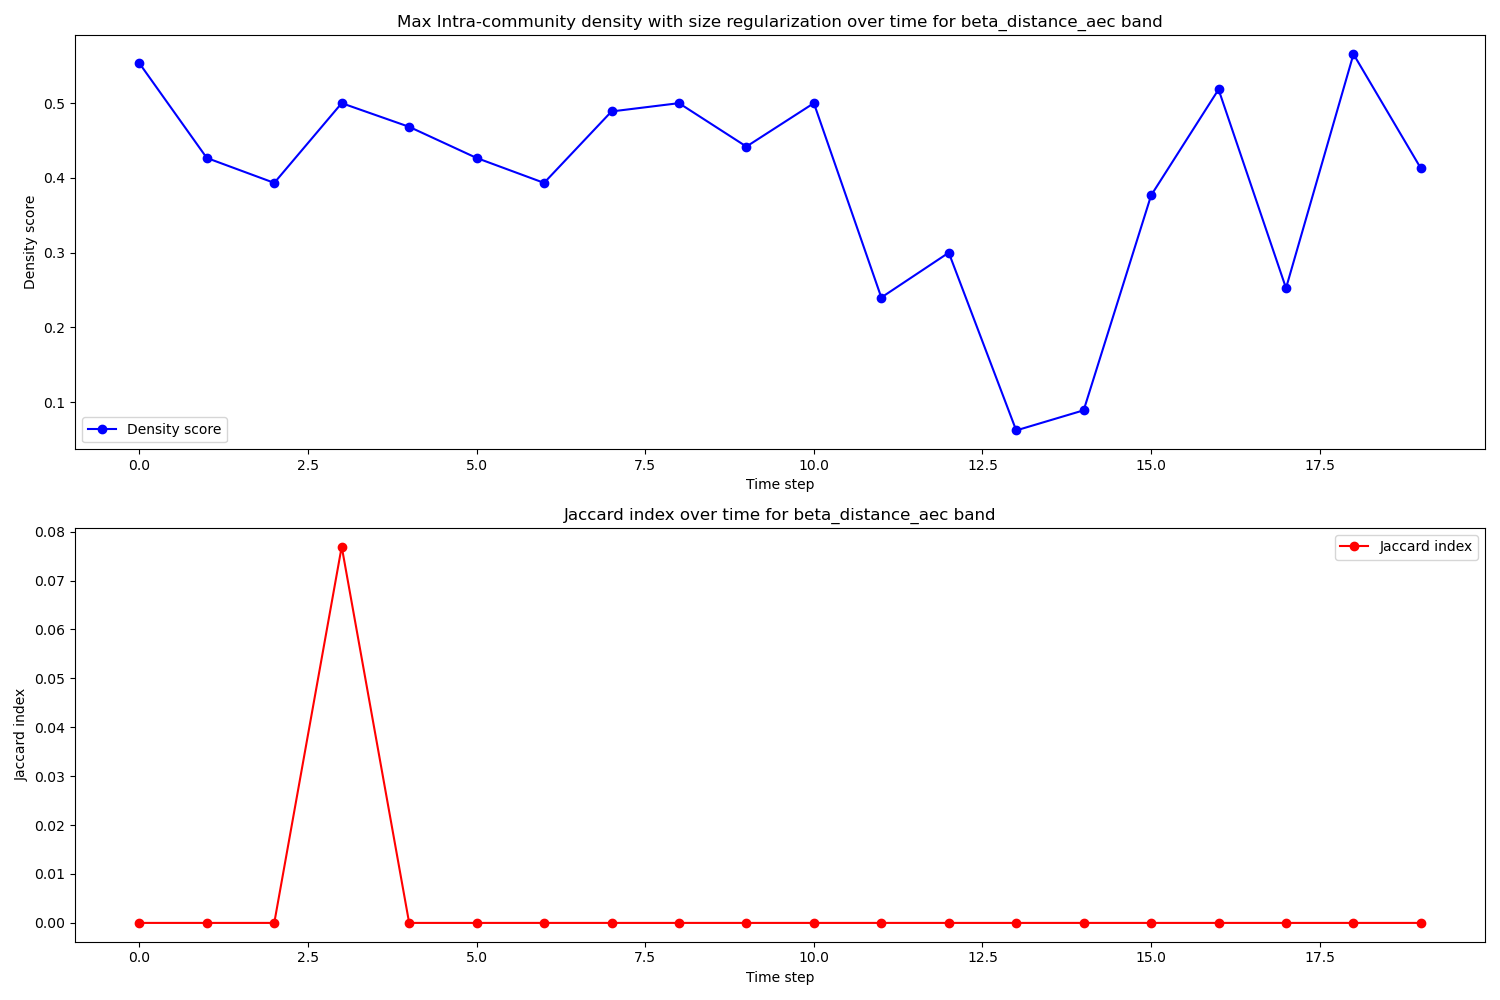 Max Intra-community density with size regularization over time for beta_distance_aec band
Density score
0.5
0.4
0.3
0.2
0.1
Density score
0.0 2.5 5.0 7.5 10.0 12.5 15.0 17.5
Time step
Jaccard index over time for beta_distance_aec band
Jaccard index
0.08
0.07
0.06
0.05
0.04
0.03
0.02
0.01
0.00
Jaccard index
0.0 2.5 5.0 7.5 10.0 12.5 15.0 17.5
Time step